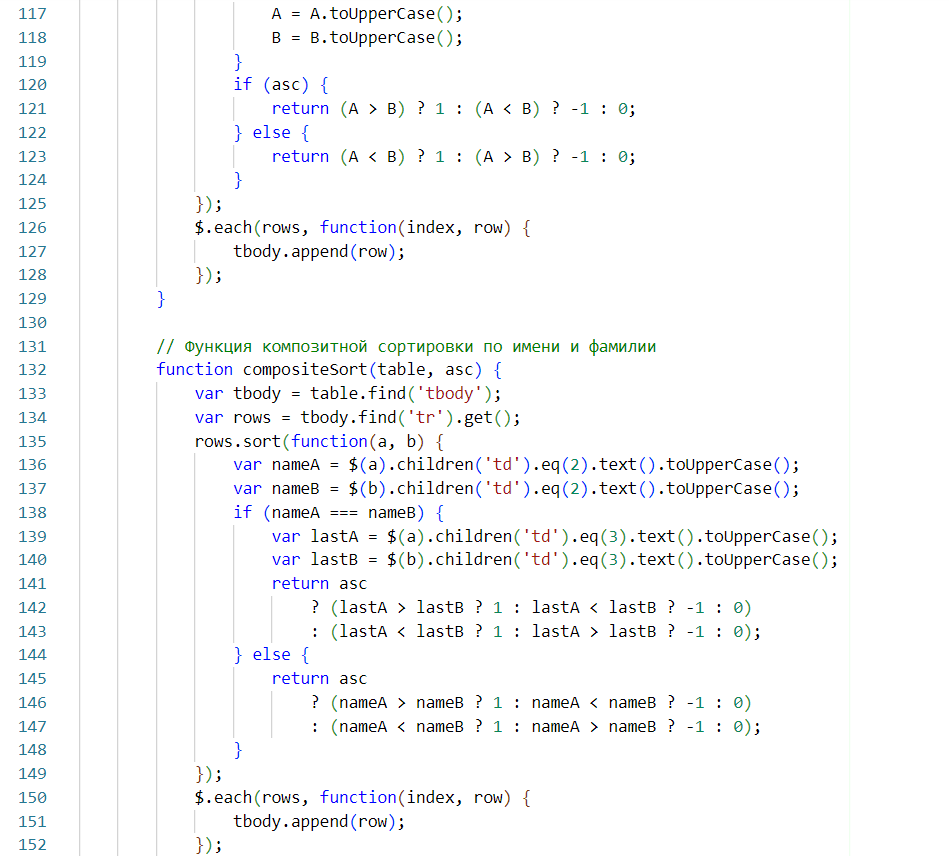 117 A = A.toUpperCase();
118 B = B.toUpperCase();
119 }
120 if (asc) {
121 return (A > B) ? 1 : (A < B) ? -1 : 0;
122 } else {
123 return (A < B) ? 1 : (A > B) ? -1 : 0;
124 }
125 });
126 $.each(rows, function(index, row) {
127 tbody.append(row);
128 });
129 }
130
131 // Функция композитной сортировки по имени и фамилии
132 function compositeSort(table, asc) {
133 var tbody = table.find('tbody');
134 var rows = tbody.find('tr').get();
135 rows.sort(function(a, b) {
136 var nameA = $(a).children('td').eq(2).text().toUpperCase();
137 var nameB = $(b).children('td').eq(2).text().toUpperCase();
138 if (nameA === nameB) {
139 var lastA = $(a).children('td').eq(3).text().toUpperCase();
140 var lastB = $(b).children('td').eq(3).text().toUpperCase();
141 return asc
142 ? (lastA > lastB ? 1 : lastA < lastB ? -1 : 0)
143 : (lastA < lastB ? 1 : lastA > lastB ? -1 : 0);
144 } else {
145 return asc
146 ? (nameA > nameB ? 1 : nameA < nameB ? -1 : 0)
147 : (nameA < nameB ? 1 : nameA > nameB ? -1 : 0);
148 }
149 });
150 $.each(rows, function(index, row) {
151 tbody.append(row);
152 });